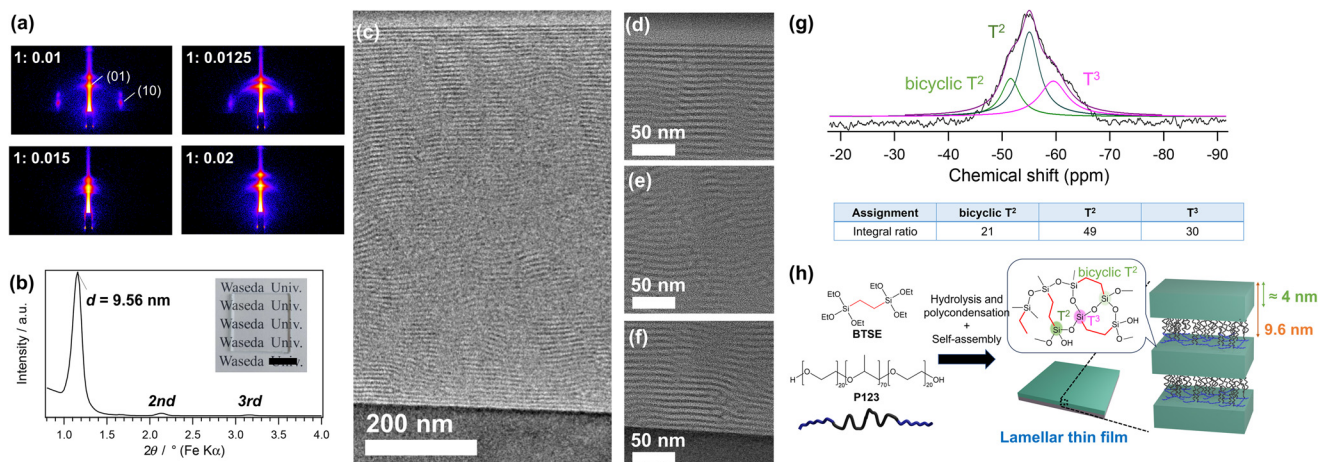 (a)
1: 0.01
1: 0.0125
(01)
(10)
1: 0.015
1: 0.02
(b)
d = 9.56 nm
2nd
3rd
Waseda Univ.
Waseda Univ.
Waseda Univ.
Waseda Univ.
Waseda Univ.
Intensity / a.u.
1.0 1.5 2.0 2.5 3.0 3.5 4.0
2θ / ° (Fe Kα)
(c)
200 nm
(d)
50 nm
(e)
50 nm
(f)
50 nm
(g)
T²
bicyclic T²
T³
-20 -30 -40 -50 -60 -70 -80 -90
Chemical shift (ppm)
Assignment bicyclic T² T² T³
Integral ratio 21 49 30
(h)
EtO OEt
EtO Si Si OEt
EtO OEt
BTSE
H O 20 O 70 O 20 OH
P123
Hydrolysis and
polycondensation
+
Self-assembly
bicyclic T²
T²
T³
≈ 4 nm
9.6 nm
Lamellar thin film